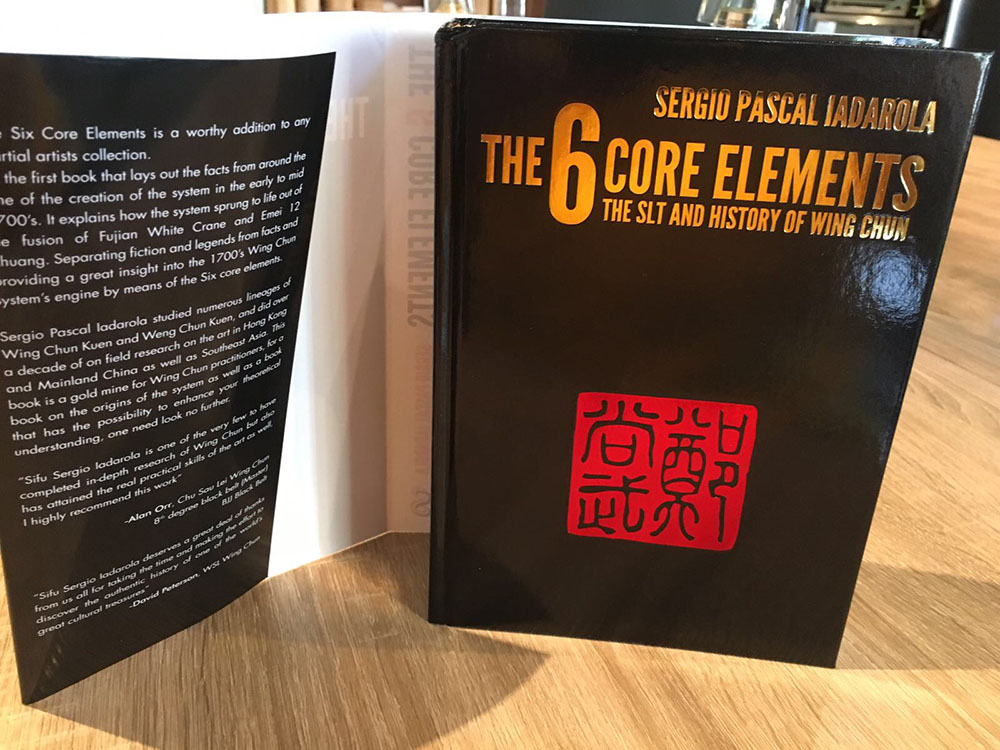 e Six Core Elements is a worthy addition to any
rtial artists collection.
the first book that lays out the facts from around
ne of the creation of the system in the early to mid
700's. It explains how the system sprung to life out of
e fusion of Fujian White Crane and Emei 12
huang. Separating fiction and legends from facts and
providing a great insight into the 1700's Wing Chun
system's engine by means of the Six core elements.
Sergio Pascal Iadarola studied numerous lineages of
Wing Chun Kuen and Weng Chun Kuen, and did over
a decade of on field research on the art in Hong Kong
and Mainland China as well as Southeast Asia. This
book is a gold mine for Wing Chun practitioners, for a
book on the origins of the system as well as a book
that has the possibility to enhance your theoretical
understanding, one need look no further.
"Sifu Sergio Iadarola is one of the very few to have
completed in-depth research of Wing Chun but also
has attained the real practical skills of the art as well,
I highly recommend this work"
-Alan Orr, Chu Sau Lei Wing Chun
8th degree black belt (Master)
BJJ Black Belt
"Sifu Sergio Iadarola deserves a great deal of thanks
from us all for taking the time and making the effort to
discover the authentic history of one of the world's
great cultural treasures"
-David Peterson, WSL Wing Chun
SERGIO PASCAL IADAROLA
THE 6 CORE ELEMENTS
THE SLT AND HISTORY OF WING CHUN
鄭
尚武